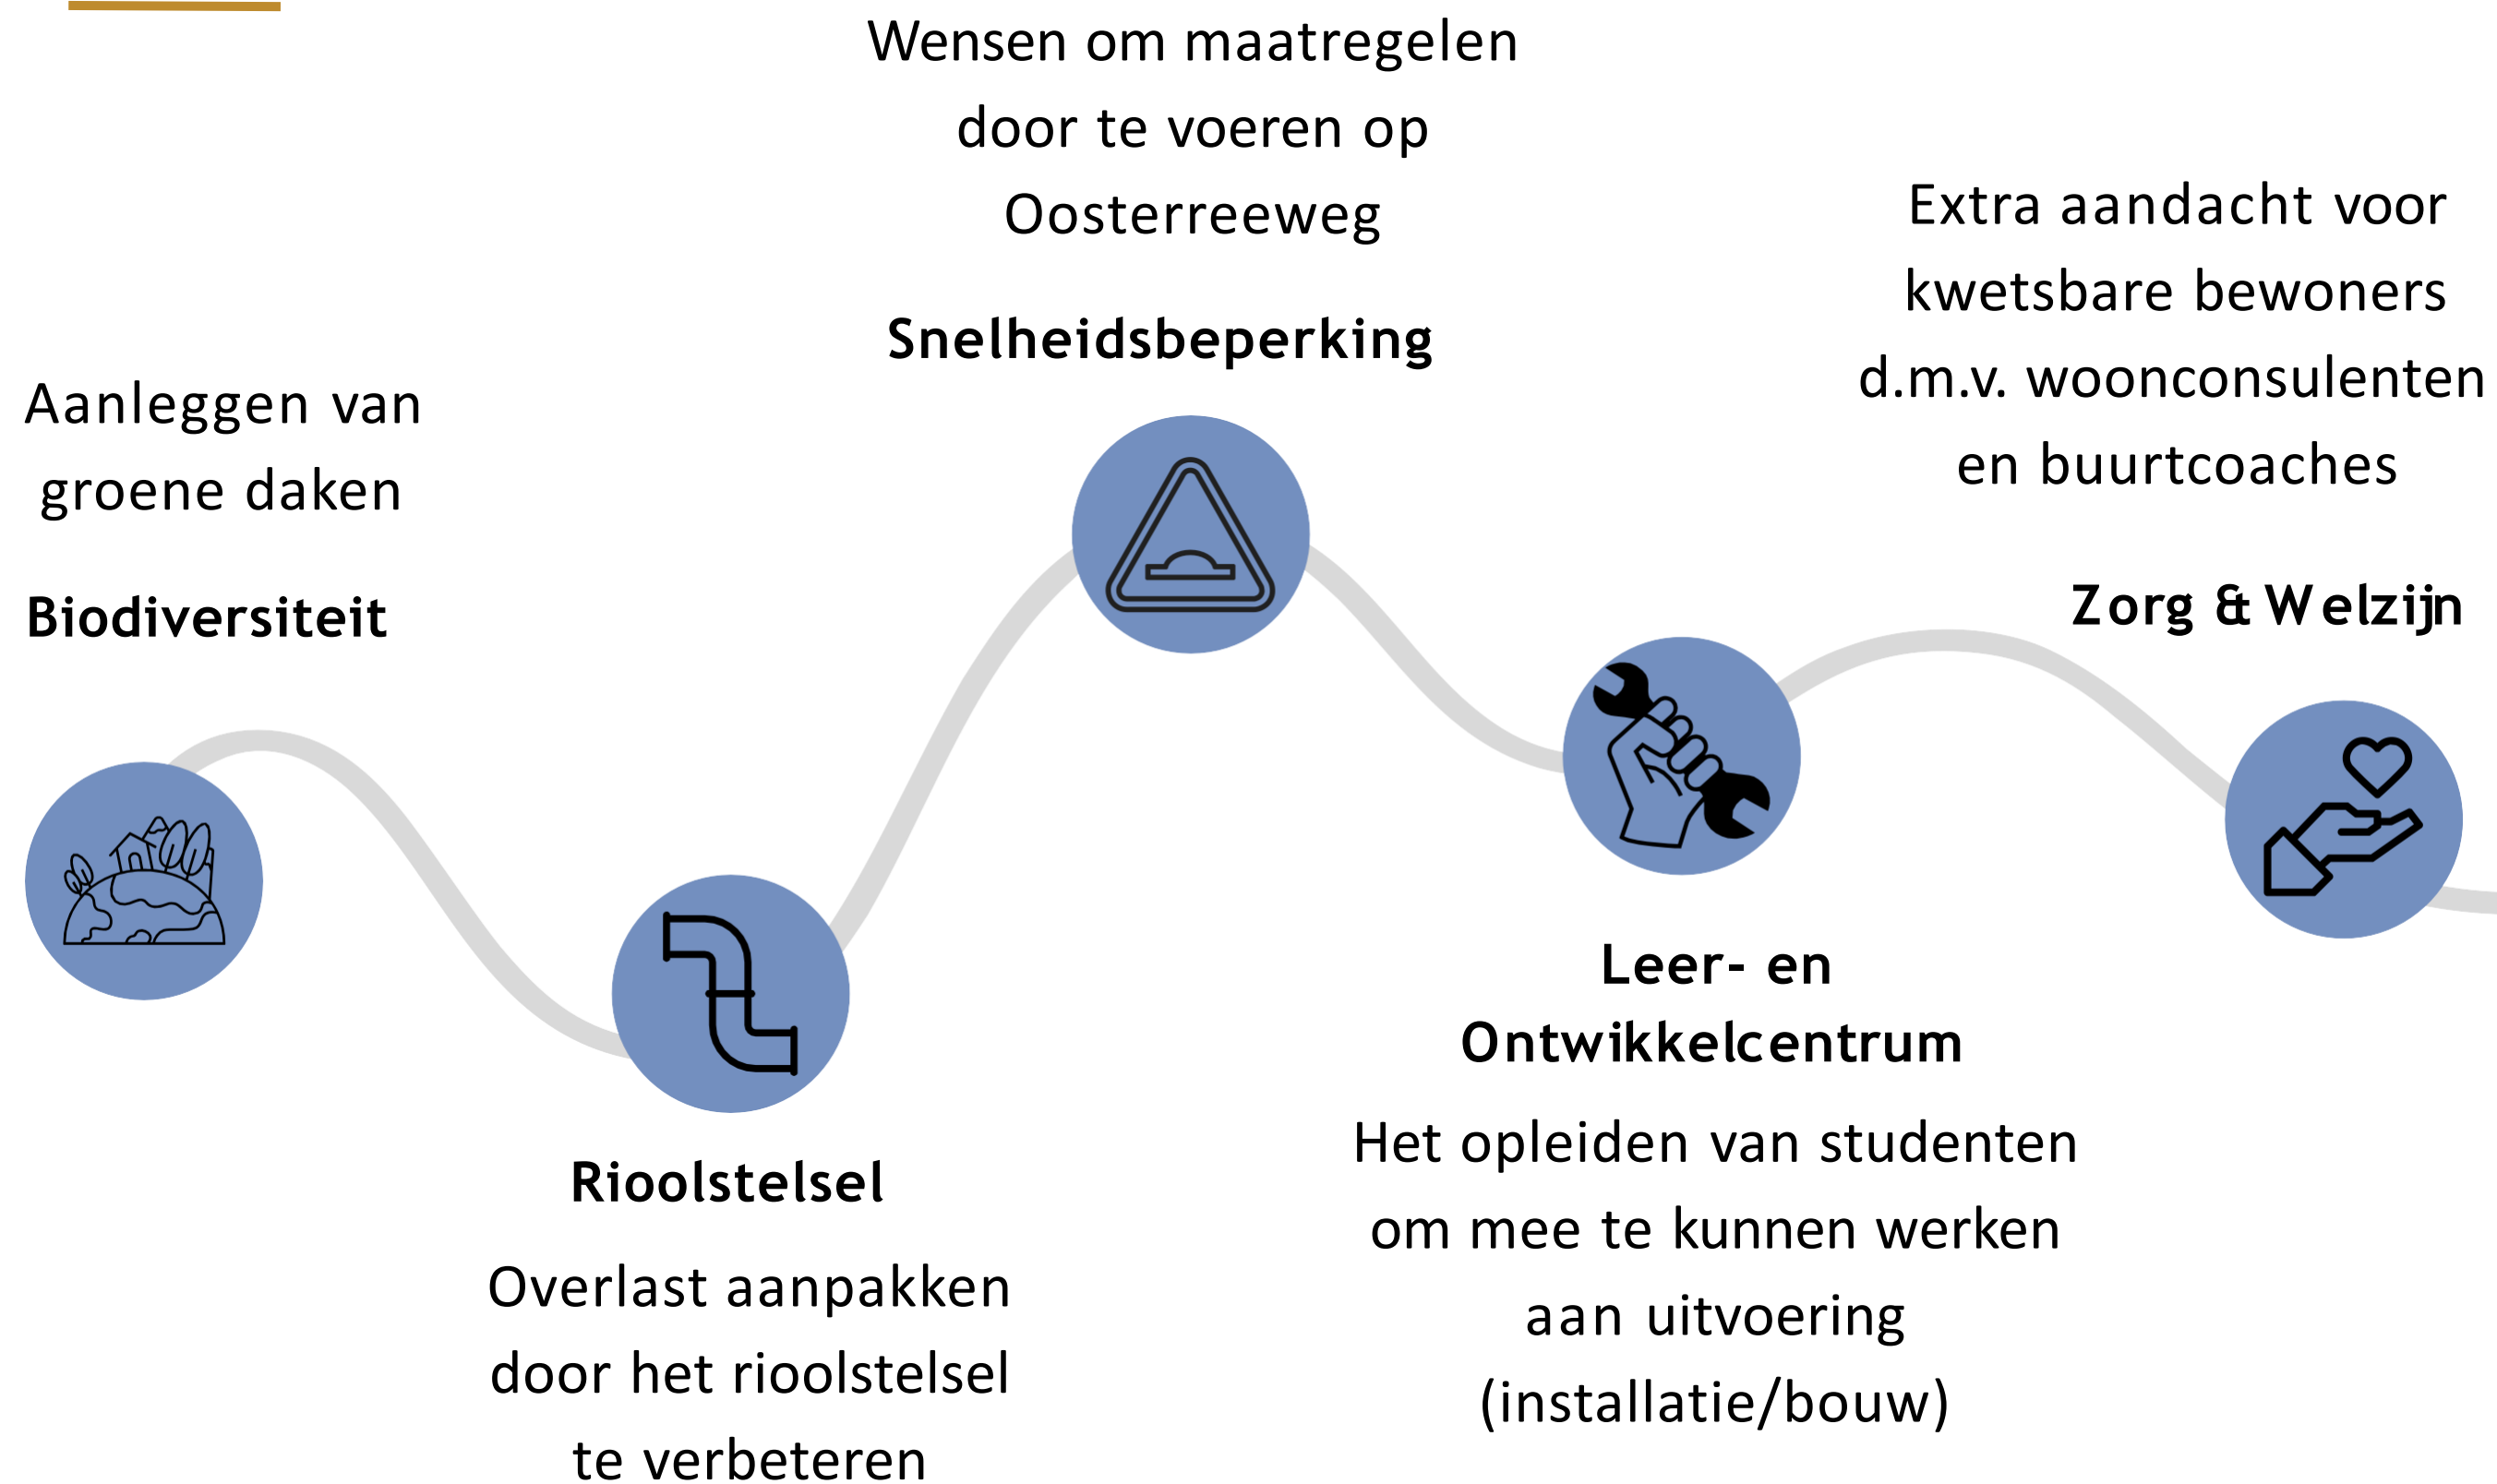 Aanleggen van
groene daken
Biodiversiteit
Rioolstelsel
Overlast aanpakken
door het rioolstelsel
te verbeteren
Wensen om maatregelen
door te voeren op
Oosterreeweg
Snelheidsbeperking
Leer- en
Ontwikkelcentrum
Het opleiden van studenten
om mee te kunnen werken
aan uitvoering
(installatie/bouw)
Extra aandacht voor
kwetsbare bewoners
d.m.v. woonconsulenten
en buurtcoaches
Zorg & Welzijn